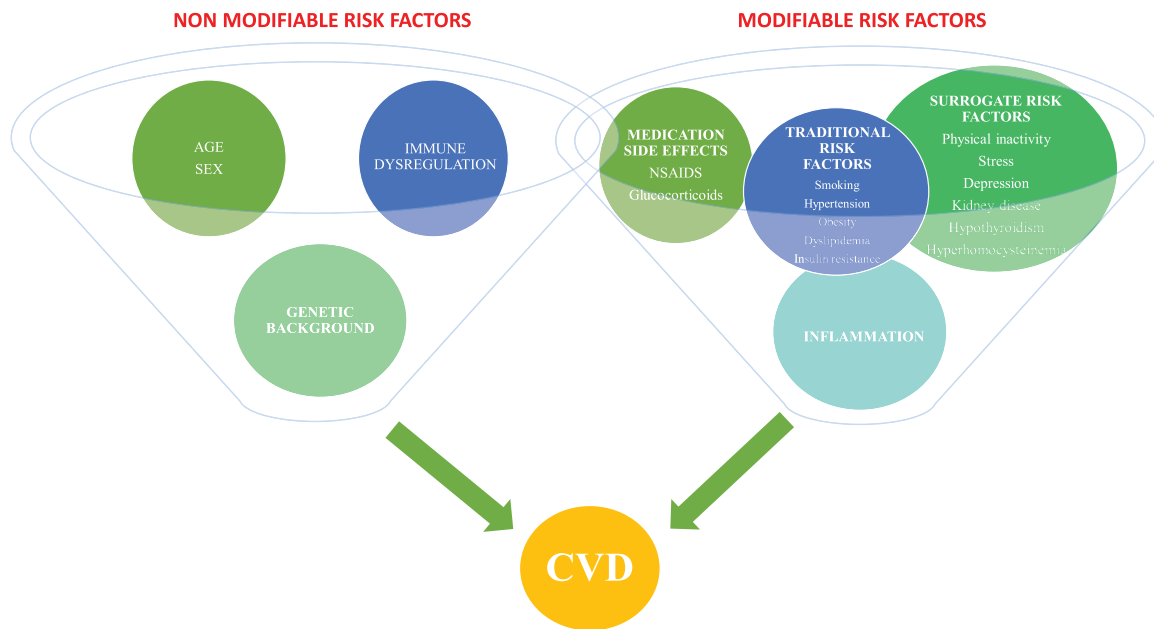 NON MODIFIABLE RISK FACTORS
AGE
SEX
IMMUNE
DYSREGULATION
GENETIC
BACKGROUND
MODIFIABLE RISK FACTORS
MEDICATION
SIDE EFFECTS
NSAIDS
Glucocorticoids
TRADITIONAL
RISK
FACTORS
Smoking
Hypertension
Obesity
Dyslipidemia
Insulin resistance
SURROGATE RISK
FACTORS
Physical inactivity
Stress
Depression
Kidney disease
Hypothyroidism
Hyperhomocysteinemia
INFLAMMATION
CVD